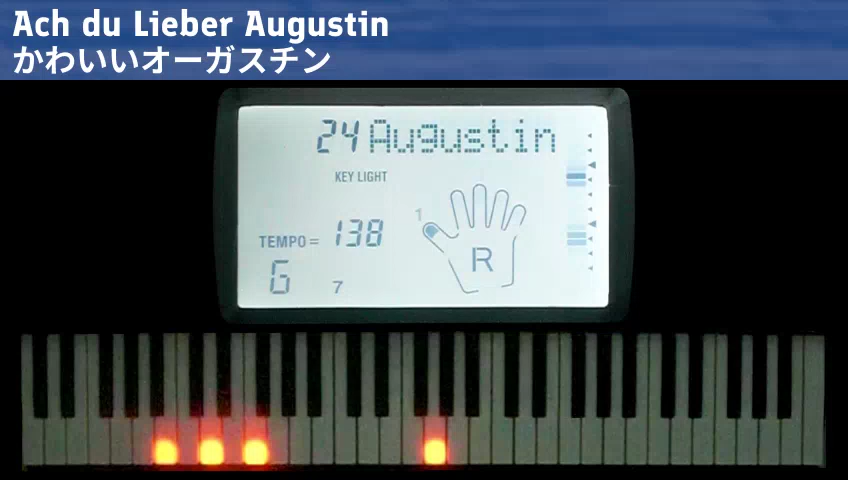 Ach du Lieber Augustin
かわいいオーガスチン
24 Augustin
KEY LIGHT
1
TEMPO = 138
R
G 7